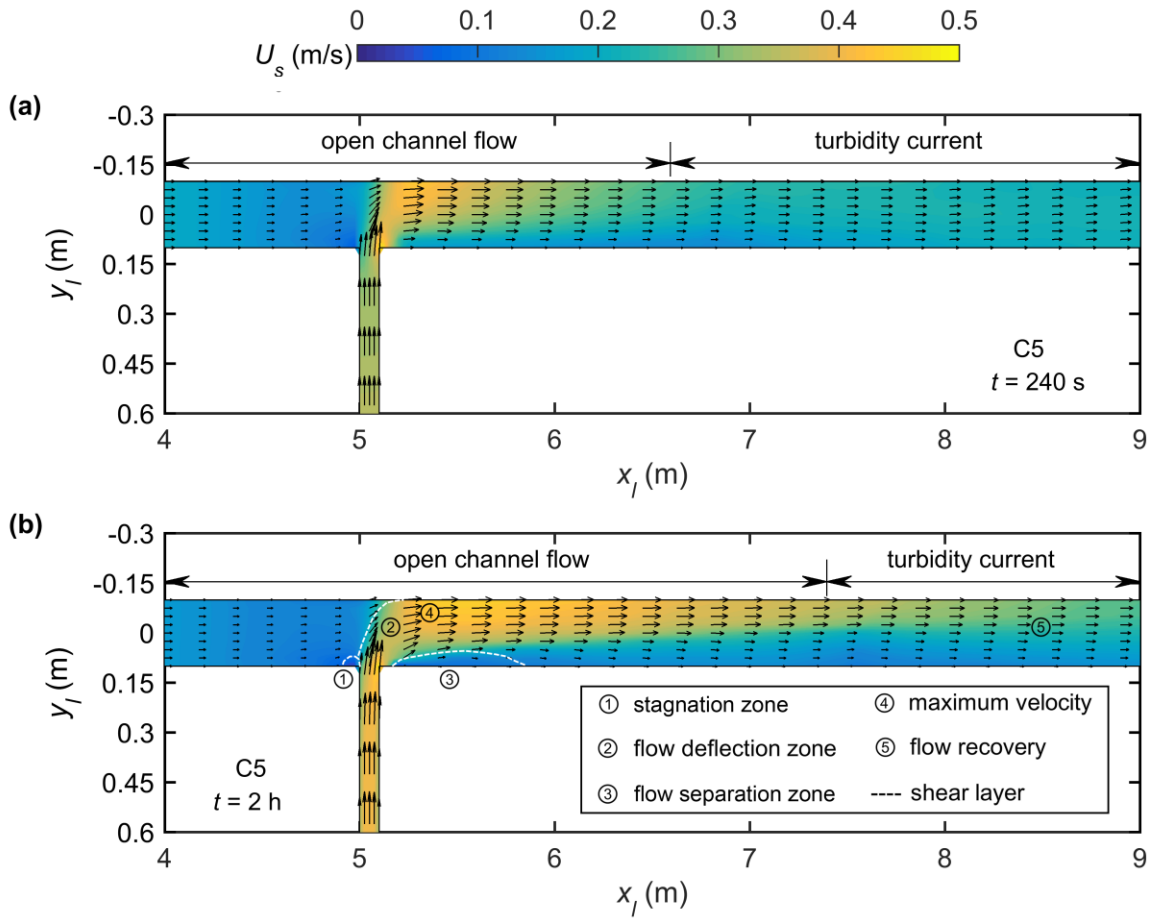 0 0.1 0.2 0.3 0.4 0.5
U_s (m/s)
(a)
-0.3
open channel flow turbidity current
-0.15
0
0.15
0.3
0.45
0.6
y_l (m)
C5
t = 240 s
4 5 6 7 8 9
x_l (m)
(b)
-0.3
open channel flow turbidity current
-0.15
0
0.15
0.3
0.45
0.6
y_l (m)
② ④ ⑤
① ③
C5
t = 2 h
① stagnation zone ④ maximum velocity
② flow deflection zone ⑤ flow recovery
③ flow separation zone shear layer
4 5 6 7 8 9
x_l (m)